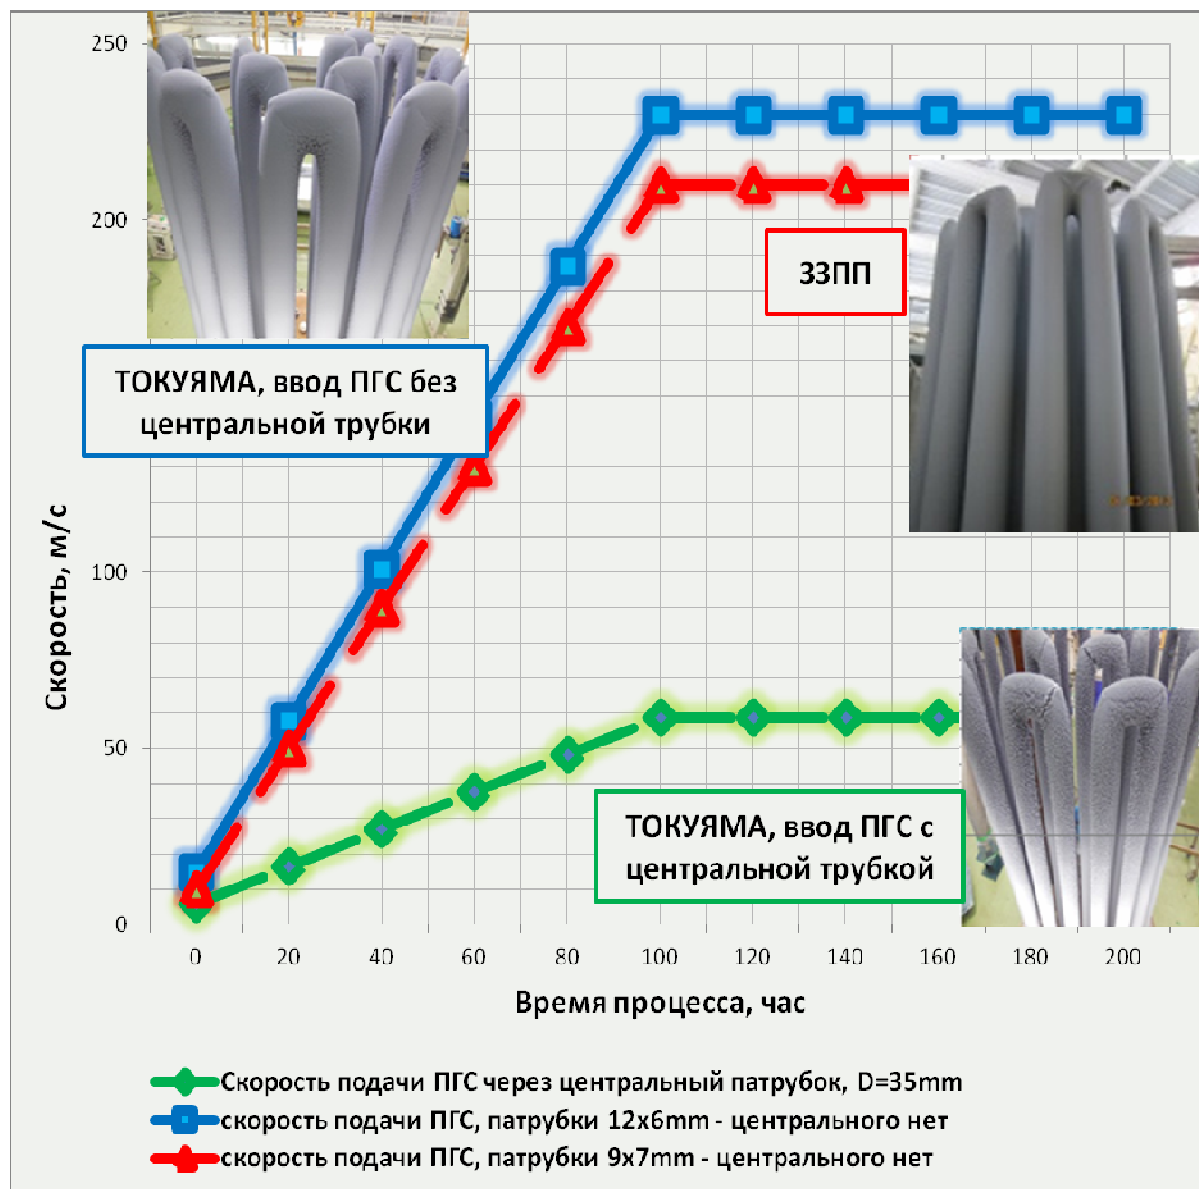 250
200
100
50
0
Скорость, м/с
ТОКУЯМА, ввод ПГС без
центральной трубки
ЗЗПП
ТОКУЯМА, ввод ПГС с
центральной трубкой
0 20 40 60 80 100 120 140 160 180 200
Время процесса, час
Скорость подачи ПГС через центральный патрубок, D=35mm
скорость подачи ПГС, патрубки 12х6mm - центрального нет
скорость подачи ПГС, патрубки 9х7mm - центрального нет